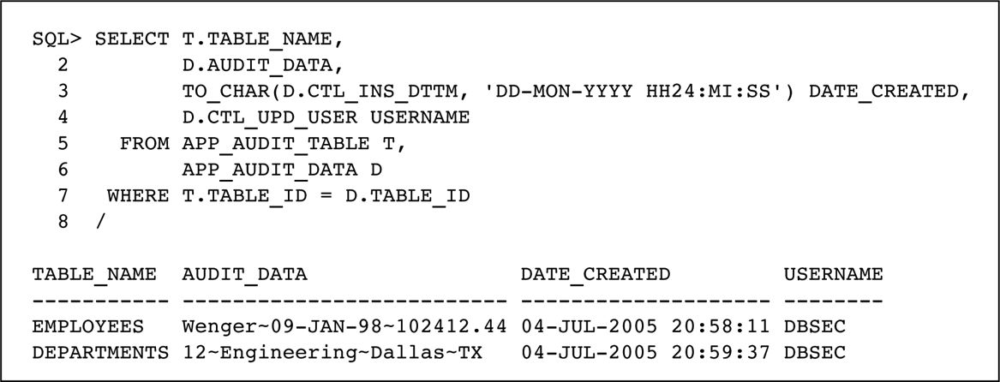 SQL> SELECT T.TABLE_NAME,
  2         D.AUDIT_DATA,
  3         TO_CHAR(D.CTL_INS_DTTM, 'DD-MON-YYYY HH24:MI:SS') DATE_CREATED,
  4         D.CTL_UPD_USER USERNAME
  5    FROM APP_AUDIT_TABLE T,
  6         APP_AUDIT_DATA D
  7   WHERE T.TABLE_ID = D.TABLE_ID
  8  /
TABLE_NAME  AUDIT_DATA                 DATE_CREATED         USERNAME
----------- -------------------------- -------------------- --------
EMPLOYEES   Wenger~09-JAN-98~102412.44 04-JUL-2005 20:58:11 DBSEC
DEPARTMENTS 12~Engineering~Dallas~TX   04-JUL-2005 20:59:37 DBSEC